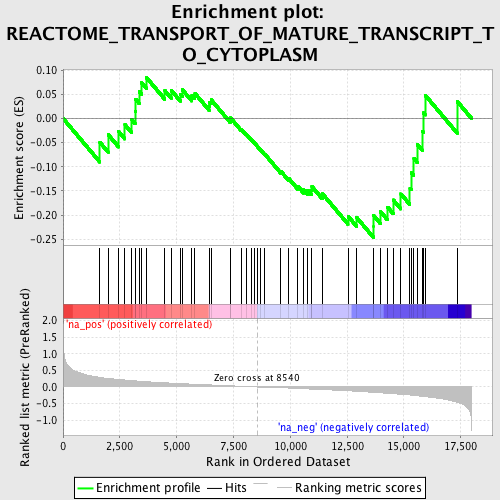 Enrichment plot:
REACTOME_TRANSPORT_OF_MATURE_TRANSCRIPT_T
O_CYTOPLASM
Enrichment score (ES)
0.10
0.05
0.00
-0.05
-0.10
-0.15
-0.20
-0.25
'na_pos' (positively correlated)
Ranked list metric (PreRanked)
2.0
1.5
1.0
0.5
0.0
-0.5
-1.0
Zero cross at 8540
'na_neg' (negatively correlated)
0
2,500
5,000
7,500
10,000
12,500
15,000
17,500
Rank in Ordered Dataset
Enrichment profile
Hits
Ranking metric scores